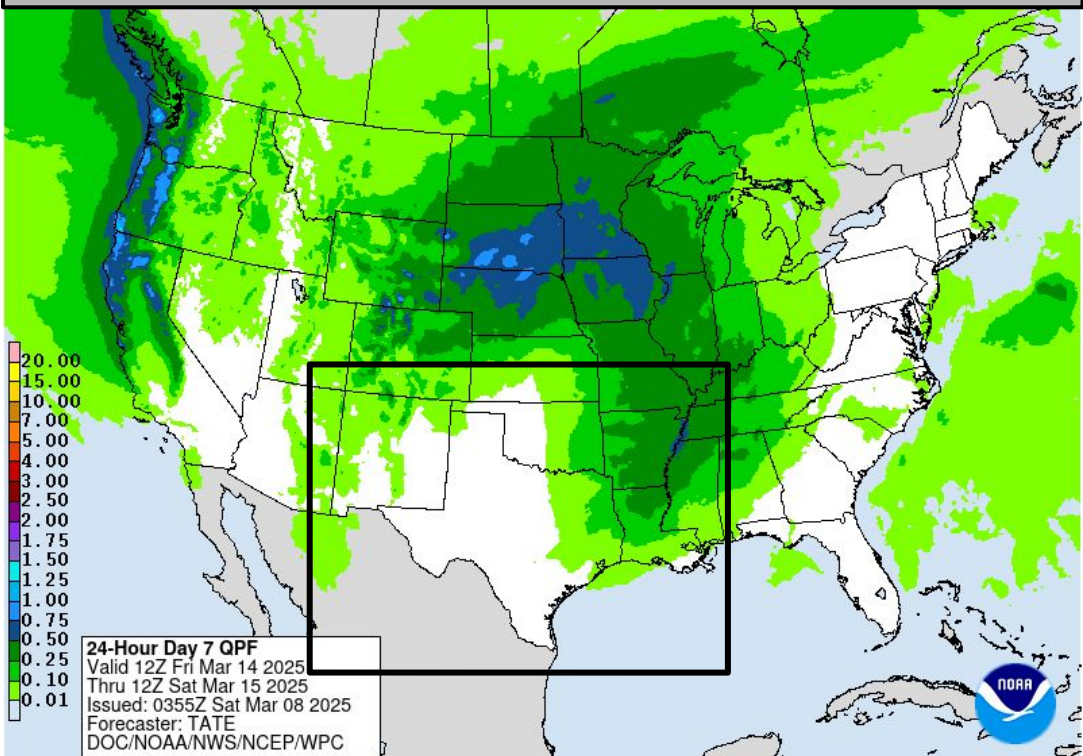 20.00
15.00
10.00
7.00
5.00
4.00
3.00
2.50
2.00
1.75
1.50
1.25
1.00
0.75
0.50
0.25
0.10
0.01
24-Hour Day 7 QPF
Valid 12Z Fri Mar 14 2025
Thru 12Z Sat Mar 15 2025
Issued: 0355Z Sat Mar 08 2025
Forecaster: TATE
DOC/NOAA/NWS/NCEP/WPC
NOAA